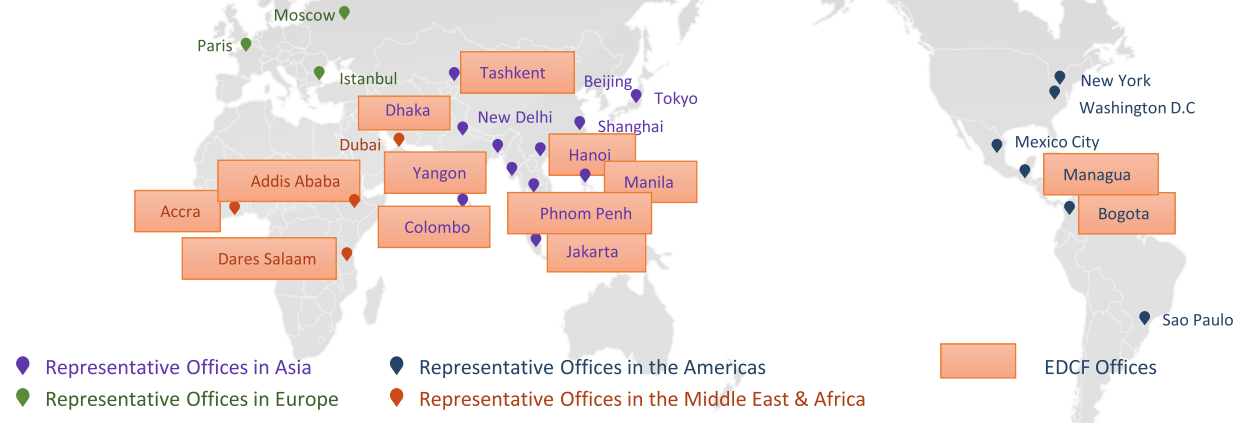 Moscow
Paris
Istanbul
Tashkent
Beijing
Tokyo
Dhaka
New Delhi
Shanghai
Dubai
Hanoi
Yangon
Manila
Addis Ababa
Accra
Phnom Penh
Colombo
Jakarta
Dares Salaam
New York
Washington D.C
Mexico City
Managua
Bogota
Sao Paulo
Representative Offices in Asia
Representative Offices in the Americas
EDCF Offices
Representative Offices in Europe
Representative Offices in the Middle East & Africa